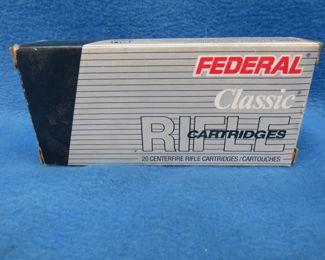 FEDERAL
Classic
RIFLE
CARTRIDGES
20 CENTERFIRE RIFLE CARTRIDGES/CARTOUCHES